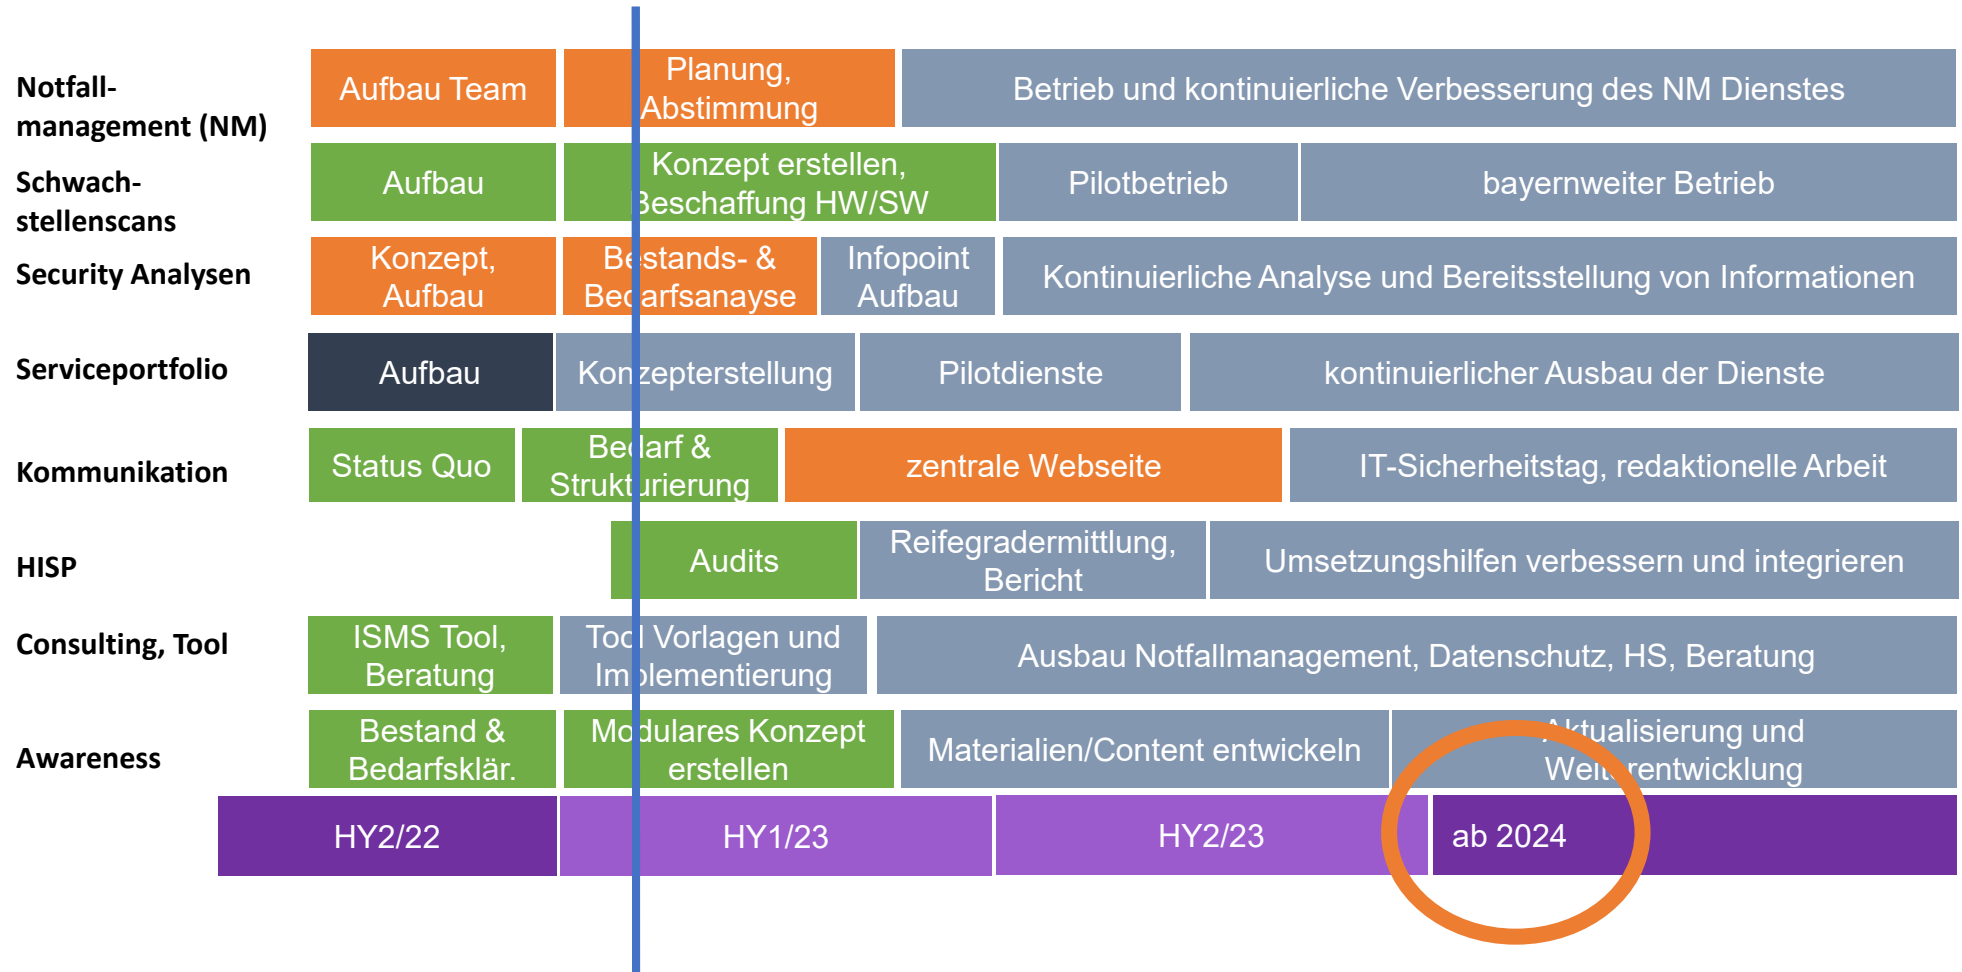 Notfall-
management (NM)
Aufbau Team
Planung,
Abstimmung
Betrieb und kontinuierliche Verbesserung des NM Dienstes
Schwach-
stellenscans
Aufbau
Konzept erstellen,
Beschaffung HW/SW
Pilotbetrieb
bayernweiter Betrieb
Security Analysen
Konzept,
Aufbau
Bestands- &
Bedarfsanayse
Infopoint
Aufbau
Kontinuierliche Analyse und Bereitsstellung von Informationen
Serviceportfolio
Aufbau
Konzepterstellung
Pilotdienste
kontinuierlicher Ausbau der Dienste
Kommunikation
Status Quo
Bedarf &
Strukturierung
zentrale Webseite
IT-Sicherheitstag, redaktionelle Arbeit
HISP
Audits
Reifegradermittlung,
Bericht
Umsetzungshilfen verbessern und integrieren
Consulting, Tool
ISMS Tool,
Beratung
Tool Vorlagen und
Implementierung
Ausbau Notfallmanagement, Datenschutz, HS, Beratung
Awareness
Bestand &
Bedarfsklär.
Modulares Konzept
erstellen
Materialien/Content entwickeln
Aktualisierung und
Weiterentwicklung
HY2/22
HY1/23
HY2/23
ab 2024